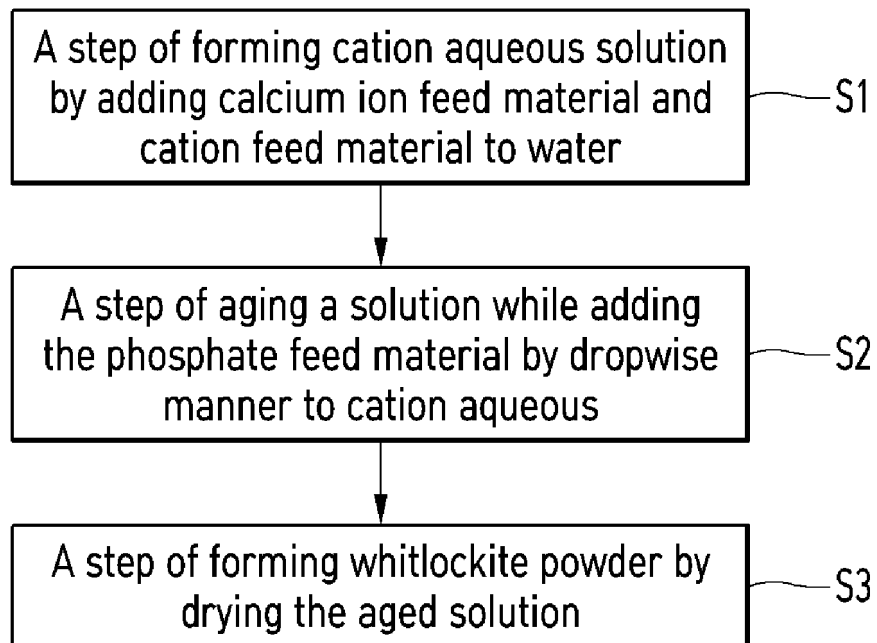 A step of forming cation aqueous solution
by adding calcium ion feed material and
cation feed material to water
S1
A step of aging a solution while adding
the phosphate feed material by dropwise
manner to cation aqueous
S2
A step of forming whitlockite powder by
drying the aged solution
S3